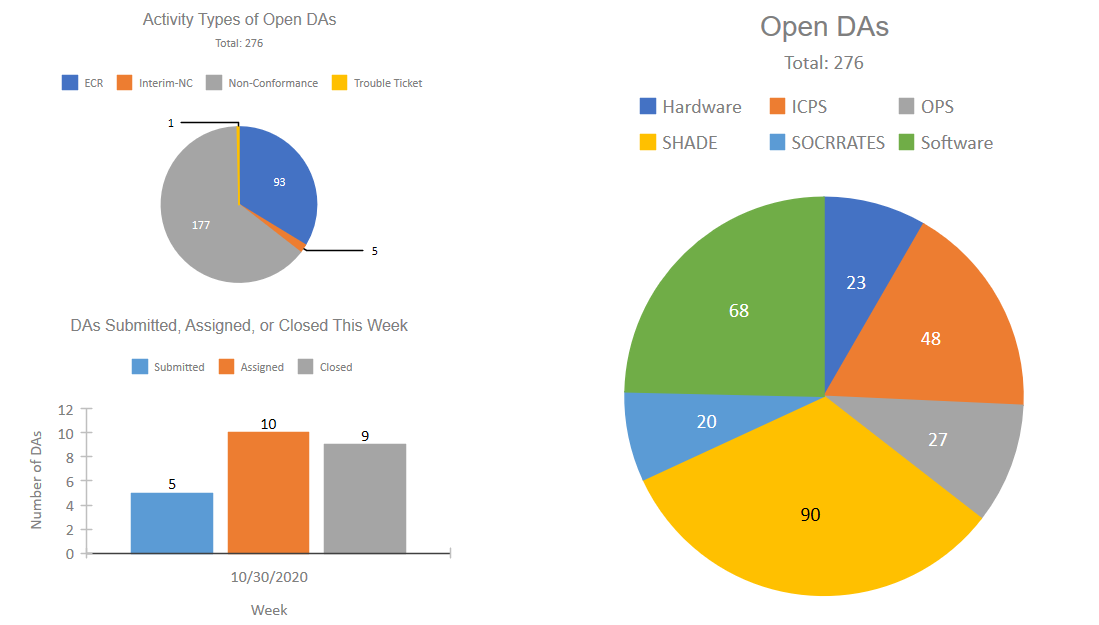 Activity Types of Open DAs
Total: 276
ECR Interim-NC Non-Conformance Trouble Ticket
1
93
177
5
DAs Submitted, Assigned, or Closed This Week
Submitted Assigned Closed
Number of DAs
12
10
8
6
4
2
0
5
10
9
10/30/2020
Week
Open DAs
Total: 276
Hardware ICPS OPS
SHADE SOCRRATES Software
23
68
48
20
27
90